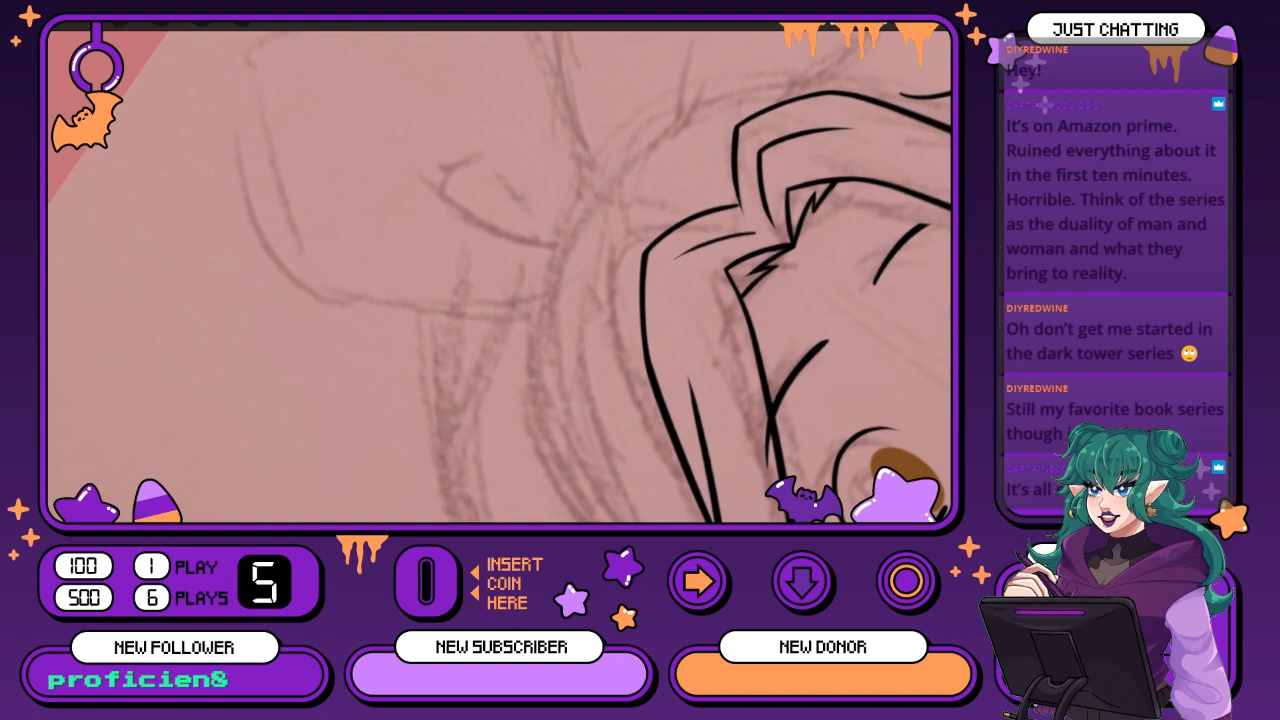 JUST CHATTING
DIYREDWINE
Hey!
It's on Amazon prime.
Ruined everything about it
in the first ten minutes.
Horrible. Think of the series
as the duality of man and
woman and what they
bring to reality.
DIYREDWINE
Oh don't get me started in
the dark tower series 🙄
DIYREDWINE
Still my favorite book series
though
It's all
100 1 PLAY
500 6 PLAYS
5
INSERT
COIN
HERE
NEW FOLLOWER
proficien&
NEW SUBSCRIBER
NEW DONOR